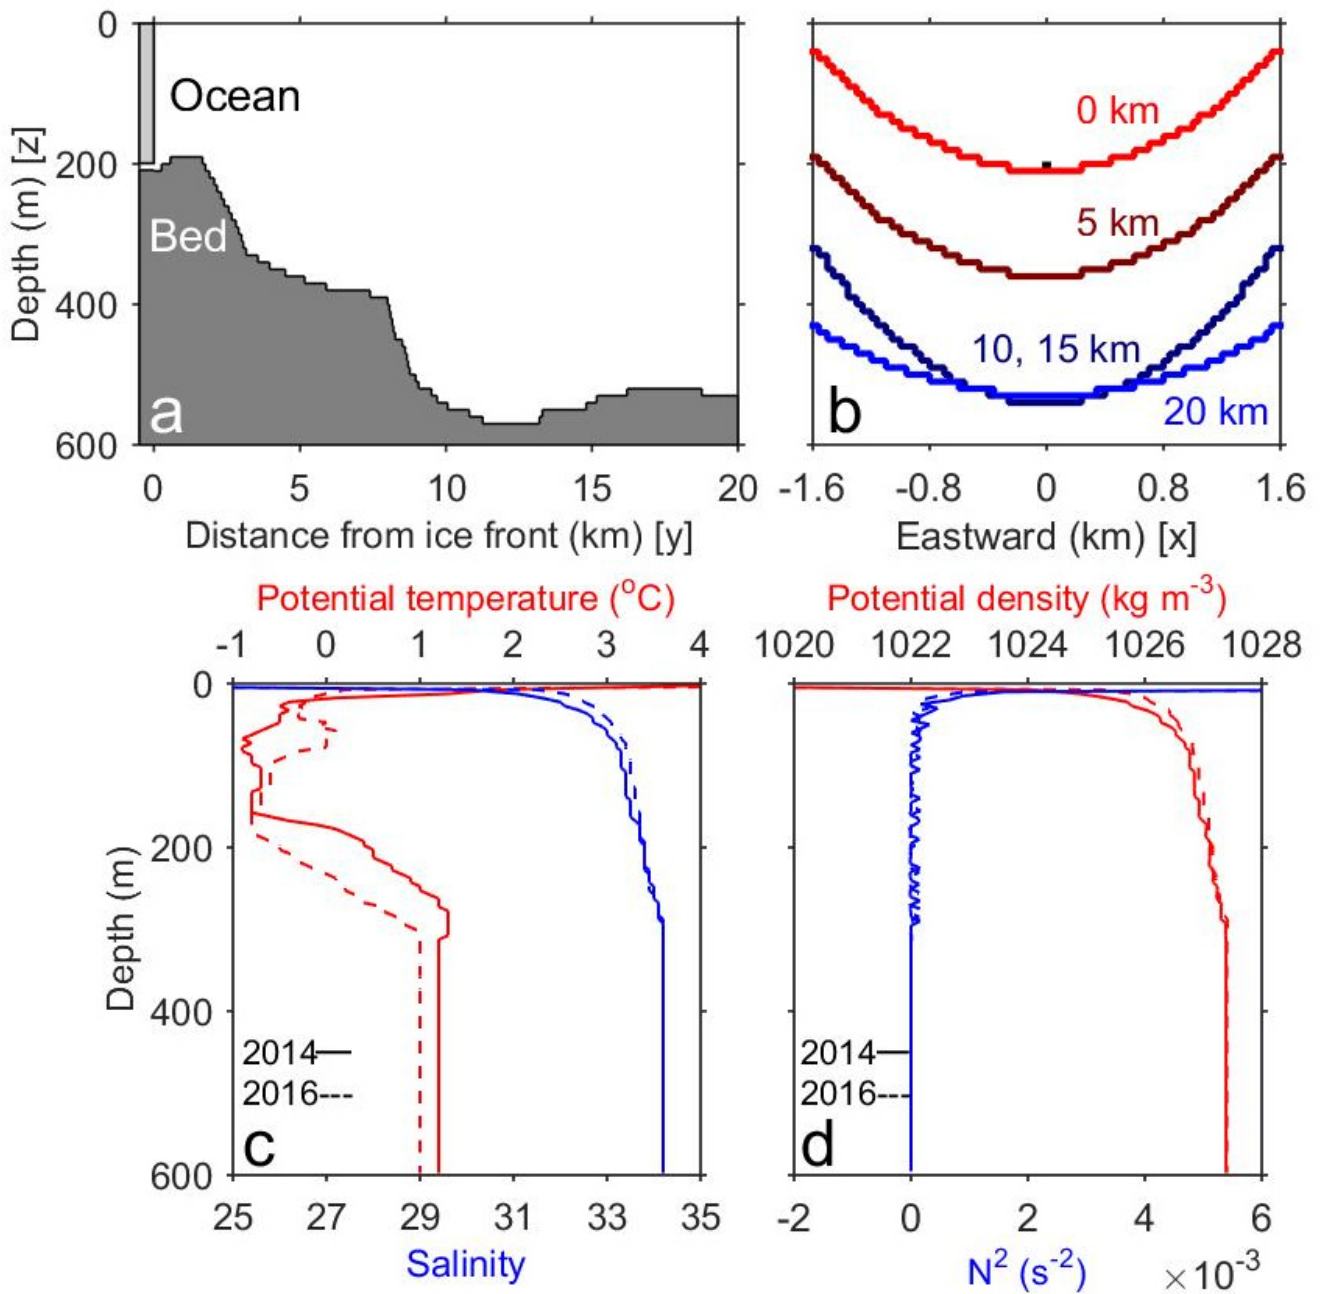 0
200
400
600
Depth (m) [z]
Ocean
Bed
a
0 5 10 15 20
Distance from ice front (km) [y]
0 km
5 km
10, 15 km
20 km
b
-1.6 -0.8 0 0.8 1.6
Eastward (km) [x]
Potential temperature (°C)
-1 0 1 2 3 4
0
200
400
600
Depth (m)
2014
2016
c
25 27 29 31 33 35
Salinity
Potential density (kg m⁻³)
1020 1022 1024 1026 1028
2014
2016
d
-2 0 2 4 6
N² (s⁻²) ×10⁻³